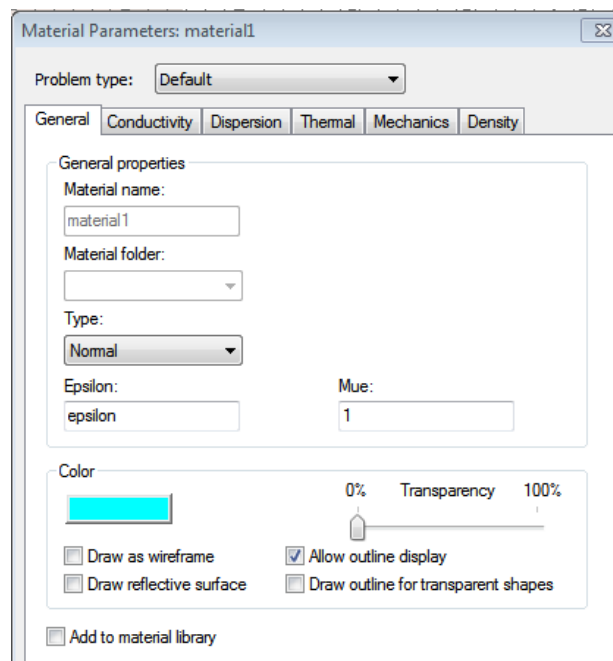 Material Parameters: material1
Problem type: Default
General Conductivity Dispersion Thermal Mechanics Density
General properties
Material name:
material1
Material folder:
Type:
Normal
Epsilon: Mue:
epsilon 1
Color
0% Transparency 100%
Draw as wireframe Allow outline display
Draw reflective surface Draw outline for transparent shapes
Add to material library